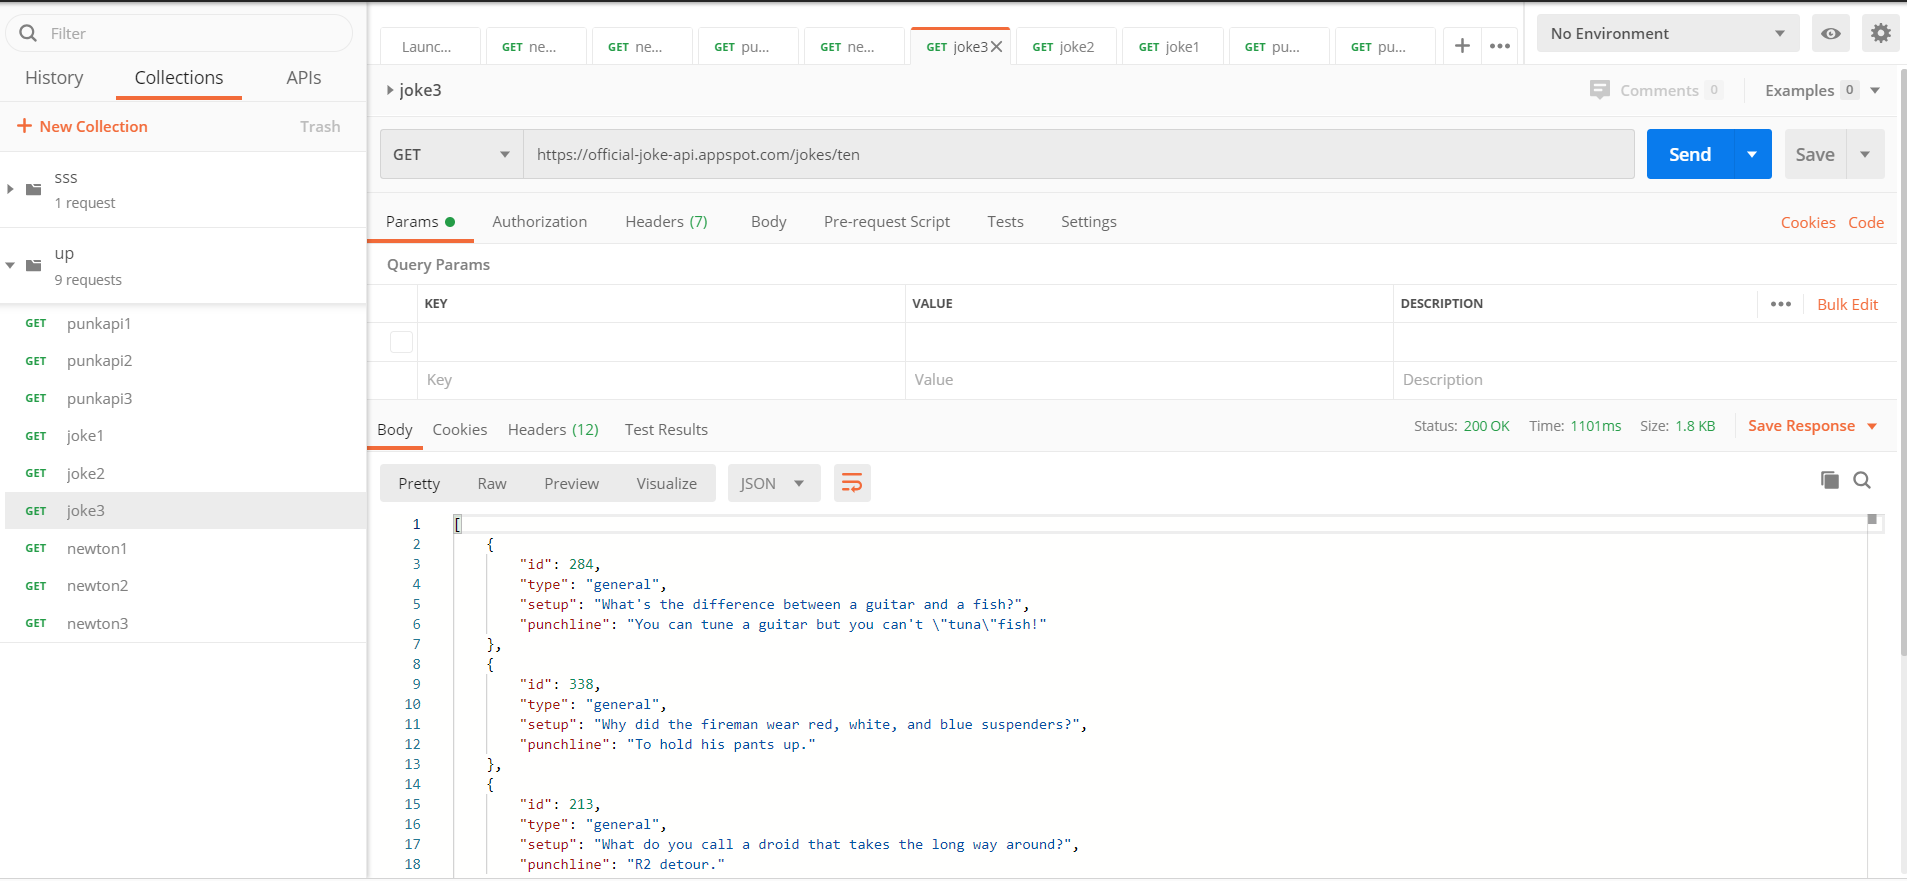 Filter
History Collections APIs
+ New Collection Trash
sss
1 request
up
9 requests
GET punkapi1
GET punkapi2
GET punkapi3
GET joke1
GET joke2
GET joke3
GET newton1
GET newton2
GET newton3
Launc... GET ne... GET ne... GET pu... GET ne... GET joke3 GET joke2 GET joke1 GET pu... GET pu...
No Environment
joke3
Comments 0 Examples 0
GET https://official-joke-api.appspot.com/jokes/ten Send Save
Params Authorization Headers (7) Body Pre-request Script Tests Settings Cookies Code
Query Params
KEY VALUE DESCRIPTION Bulk Edit
Key Value Description
Body Cookies Headers (12) Test Results Status: 200 OK Time: 1101ms Size: 1.8 KB Save Response
Pretty Raw Preview Visualize JSON
1 [
2 {
3 "id": 284,
4 "type": "general",
5 "setup": "What's the difference between a guitar and a fish?",
6 "punchline": "You can tune a guitar but you can't \"tuna\"fish!"
7 },
8 {
9 "id": 338,
10 "type": "general",
11 "setup": "Why did the fireman wear red, white, and blue suspenders?",
12 "punchline": "To hold his pants up."
13 },
14 {
15 "id": 213,
16 "type": "general",
17 "setup": "What do you call a droid that takes the long way around?",
18 "punchline": "R2 detour."